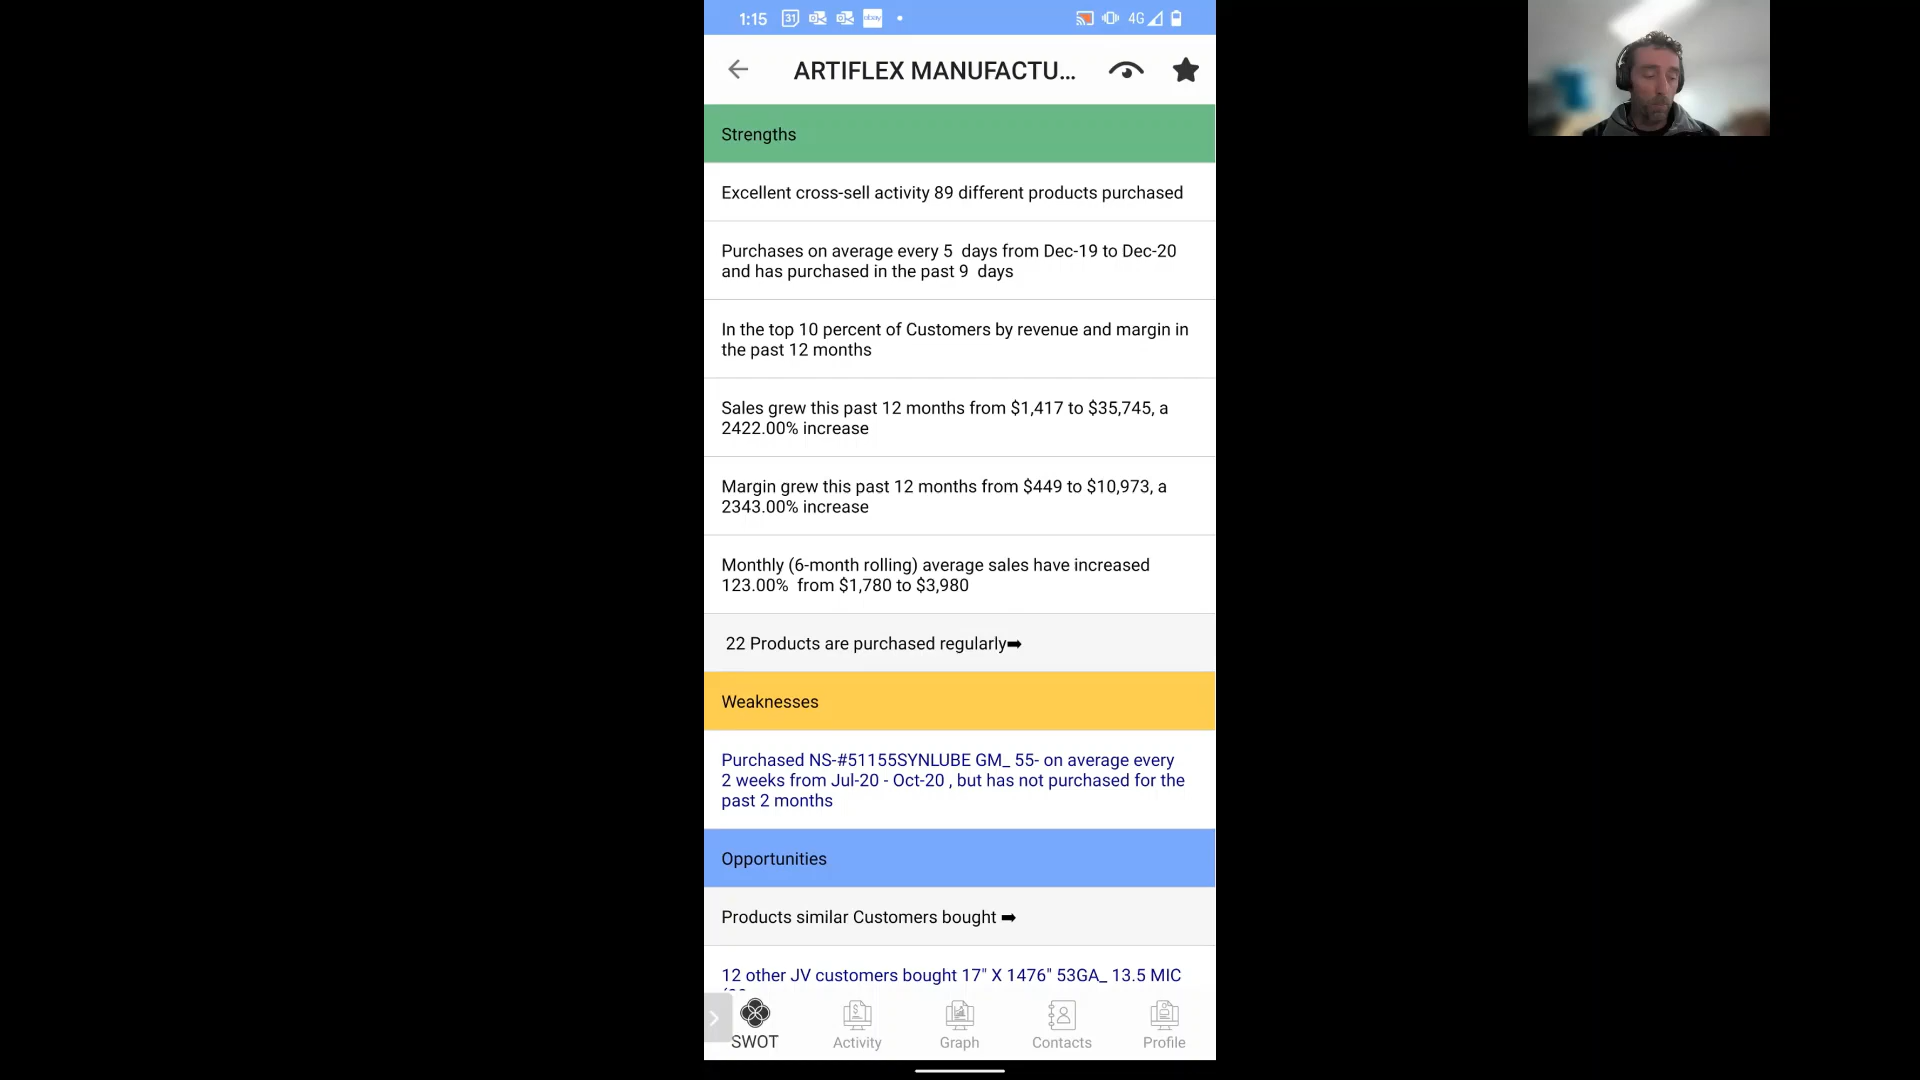 1:15 31 ebay 4G
ARTIFLEX MANUFACTU...
Strengths
Excellent cross-sell activity 89 different products purchased
Purchases on average every 5  days from Dec-19 to Dec-20
and has purchased in the past 9  days
In the top 10 percent of Customers by revenue and margin in
the past 12 months
Sales grew this past 12 months from $1,417 to $35,745, a
2422.00% increase
Margin grew this past 12 months from $449 to $10,973, a
2343.00% increase
Monthly (6-month rolling) average sales have increased
123.00%  from $1,780 to $3,980
22 Products are purchased regularly➡
Weaknesses
Purchased NS-#51155SYNLUBE GM_ 55- on average every
2 weeks from Jul-20 - Oct-20 , but has not purchased for the
past 2 months
Opportunities
Products similar Customers bought ➡
12 other JV customers bought 17" X 1476" 53GA_ 13.5 MIC
SWOT Activity Graph Contacts Profile